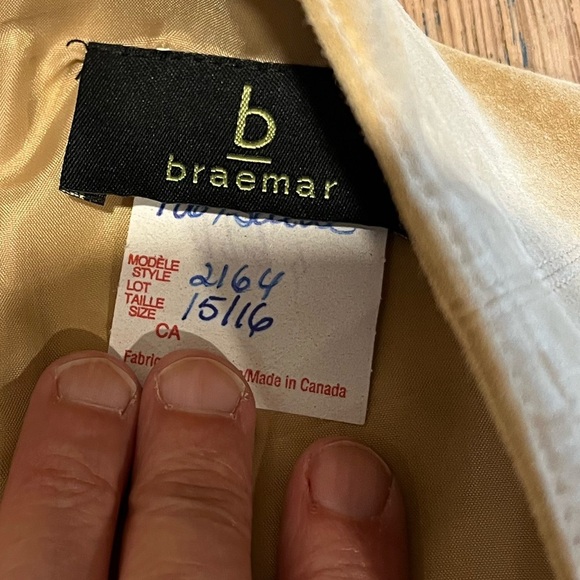 b
braemar
MODÈLE
STYLE 2164
LOT
TAILLE 15/16
SIZE
CA
Fabric /Made in Canada